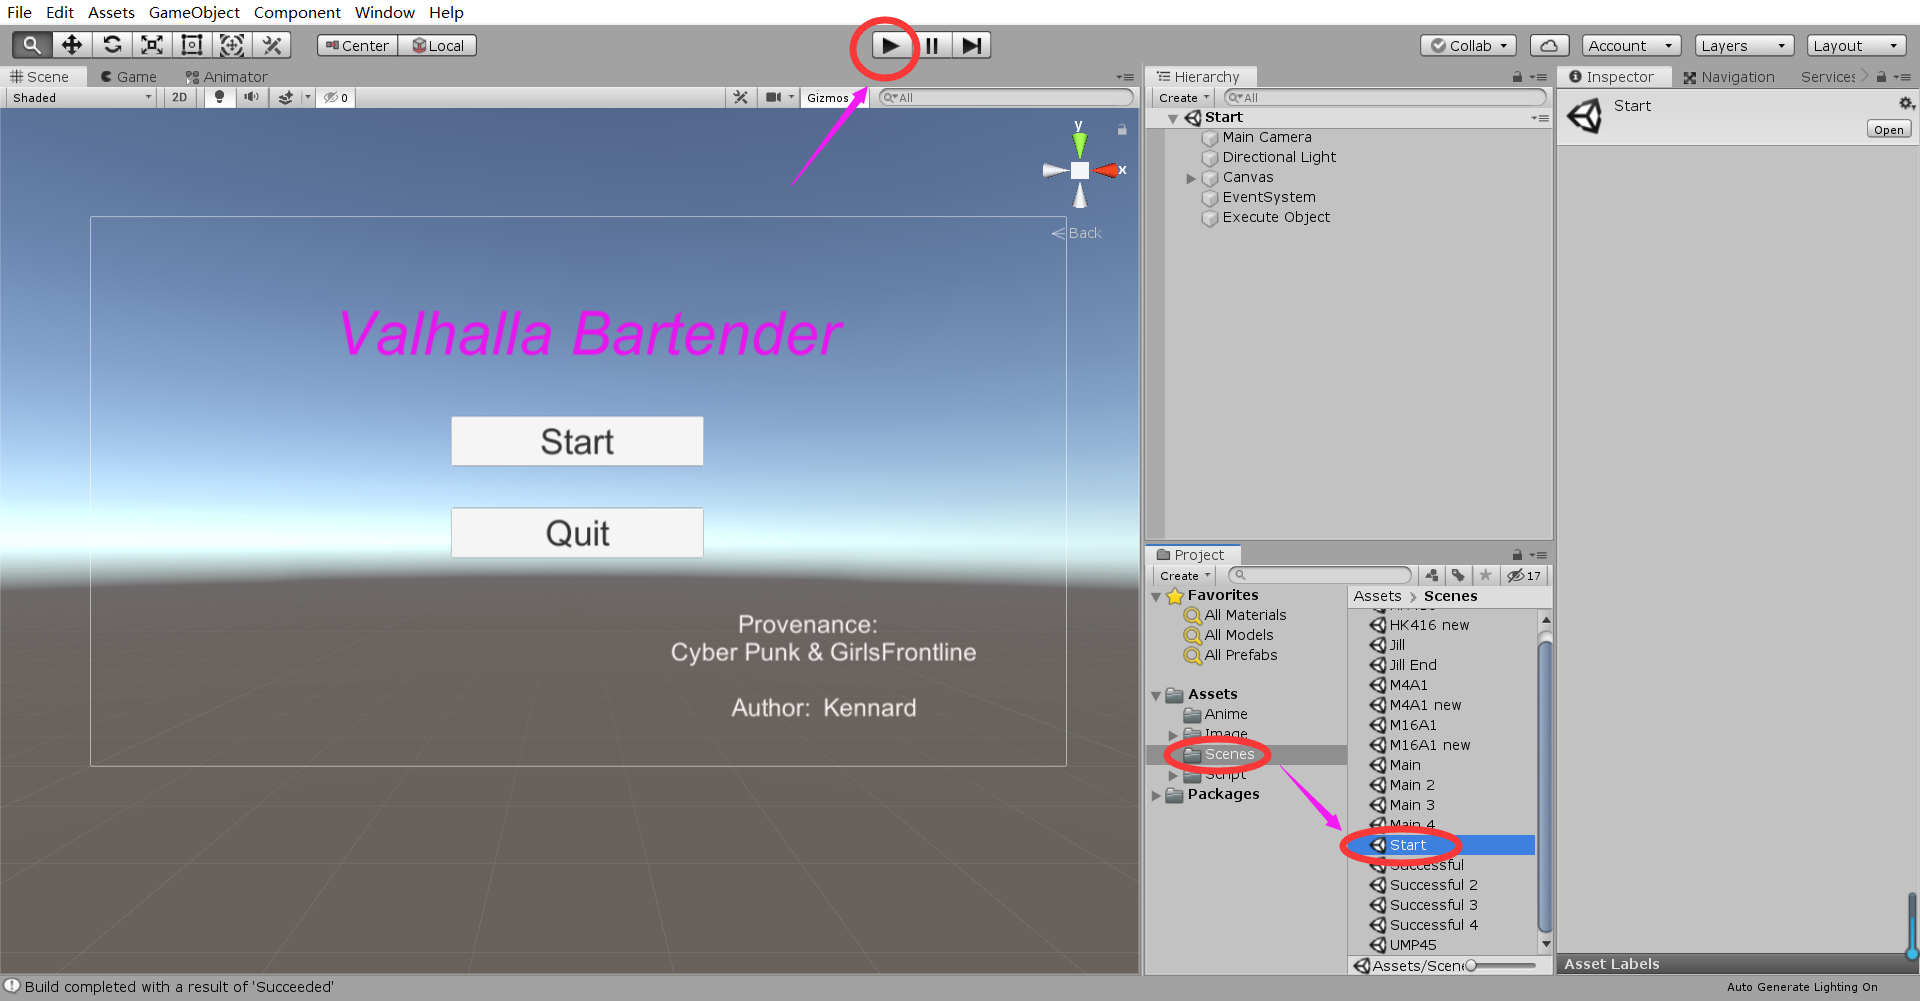 File Edit Assets GameObject Component Window Help
Center Local
Collab Account Layers Layout
Scene Game Animator
Shaded 2D 0 Gizmos All
y
x
Back
Valhalla Bartender
Start
Quit
Provenance:
Cyber Punk & GirlsFrontline
Author: Kennard
Hierarchy
Create All
Start
Main Camera
Directional Light
Canvas
EventSystem
Execute Object
Project
Create 17
Favorites
All Materials
All Models
All Prefabs
Assets
Anime
Image
Scenes
Script
Packages
Assets > Scenes
HK416 new
Jill
Jill End
M4A1
M4A1 new
M16A1
M16A1 new
Main
Main 2
Main 3
Main 4
Start
Successful
Successful 2
Successful 3
Successful 4
UMP45
Assets/Scene
Inspector Navigation Services
Start
Open
Asset Labels
Build completed with a result of 'Succeeded'
Auto Generate Lighting On